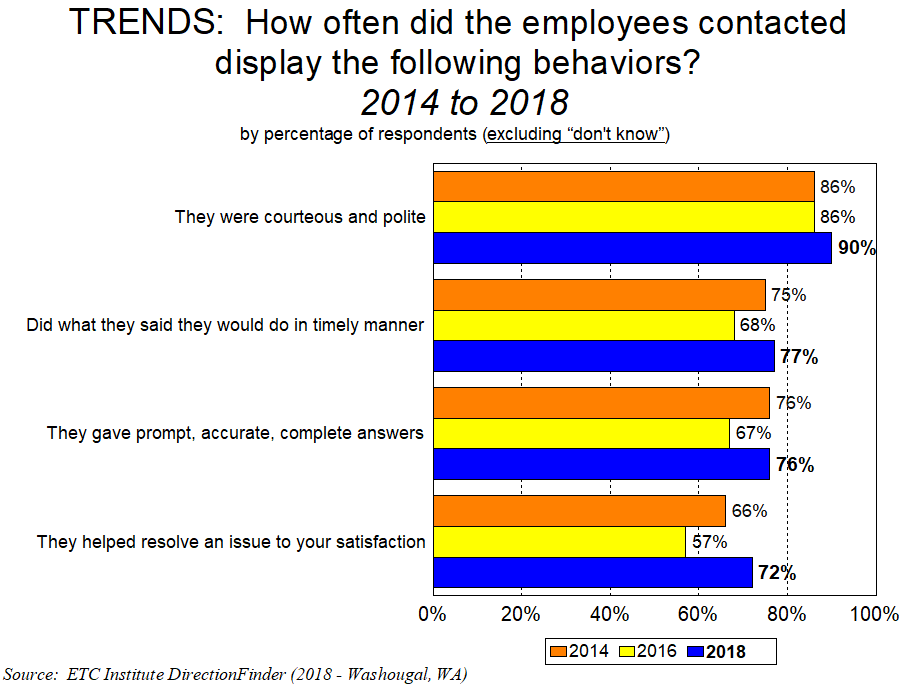 TRENDS:  How often did the employees contacted
display the following behaviors?
2014 to 2018
by percentage of respondents (excluding “don't know”)
They were courteous and polite
86%
86%
90%
Did what they said they would do in timely manner
75%
68%
77%
They gave prompt, accurate, complete answers
76%
67%
76%
They helped resolve an issue to your satisfaction
66%
57%
72%
0% 20% 40% 60% 80% 100%
2014 2016 2018
Source:  ETC Institute DirectionFinder (2018 - Washougal, WA)